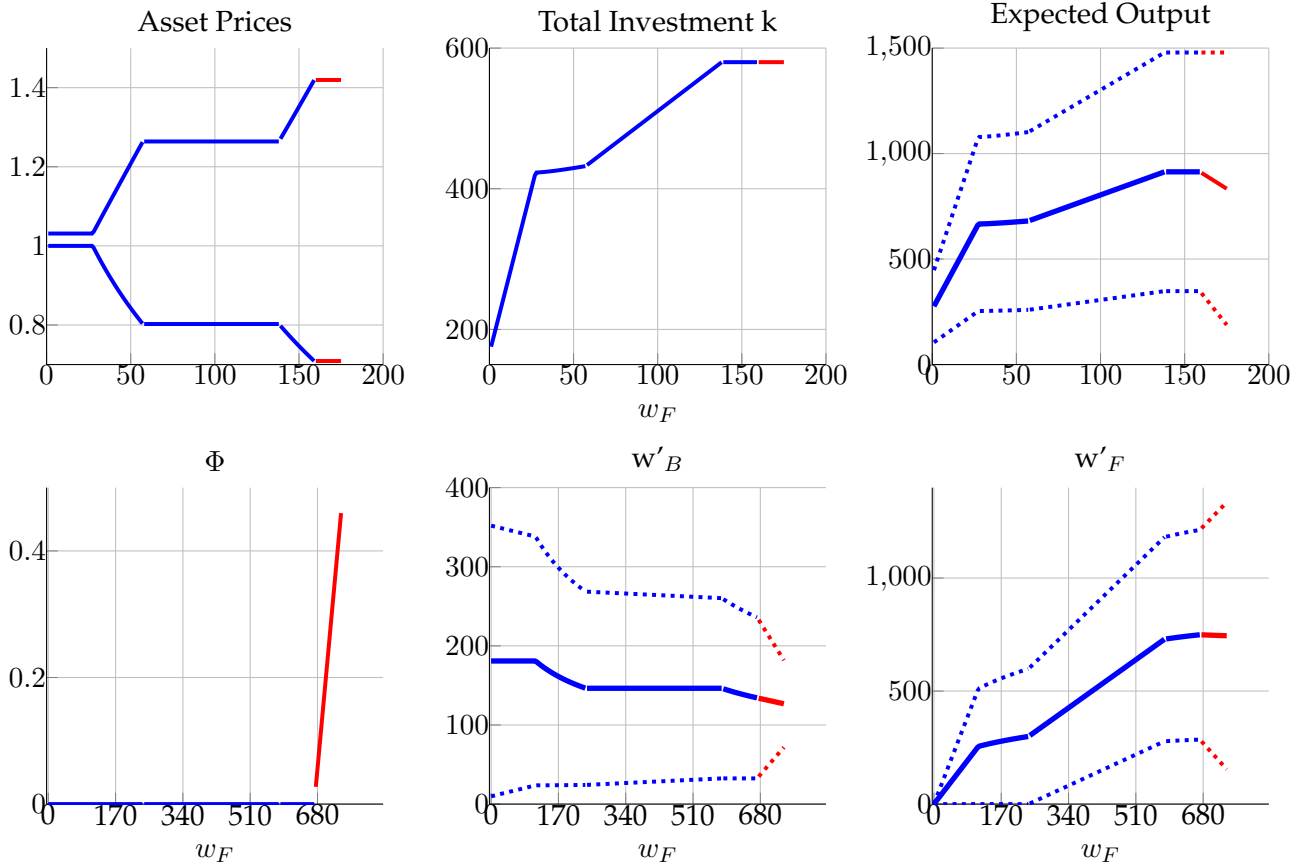 Asset Prices
1.4
1.2
1
0.8
0 50 100 150 200
Total Investment k
600
400
200
0 50 100 150 200
w_F
Expected Output
1,500
1,000
500
0
0 50 100 150 200
Φ
0.4
0.2
0
0 170 340 510 680
w_F
w'_B
400
300
200
100
0
0 170 340 510 680
w_F
w'_F
1,000
500
0
0 170 340 510 680
w_F